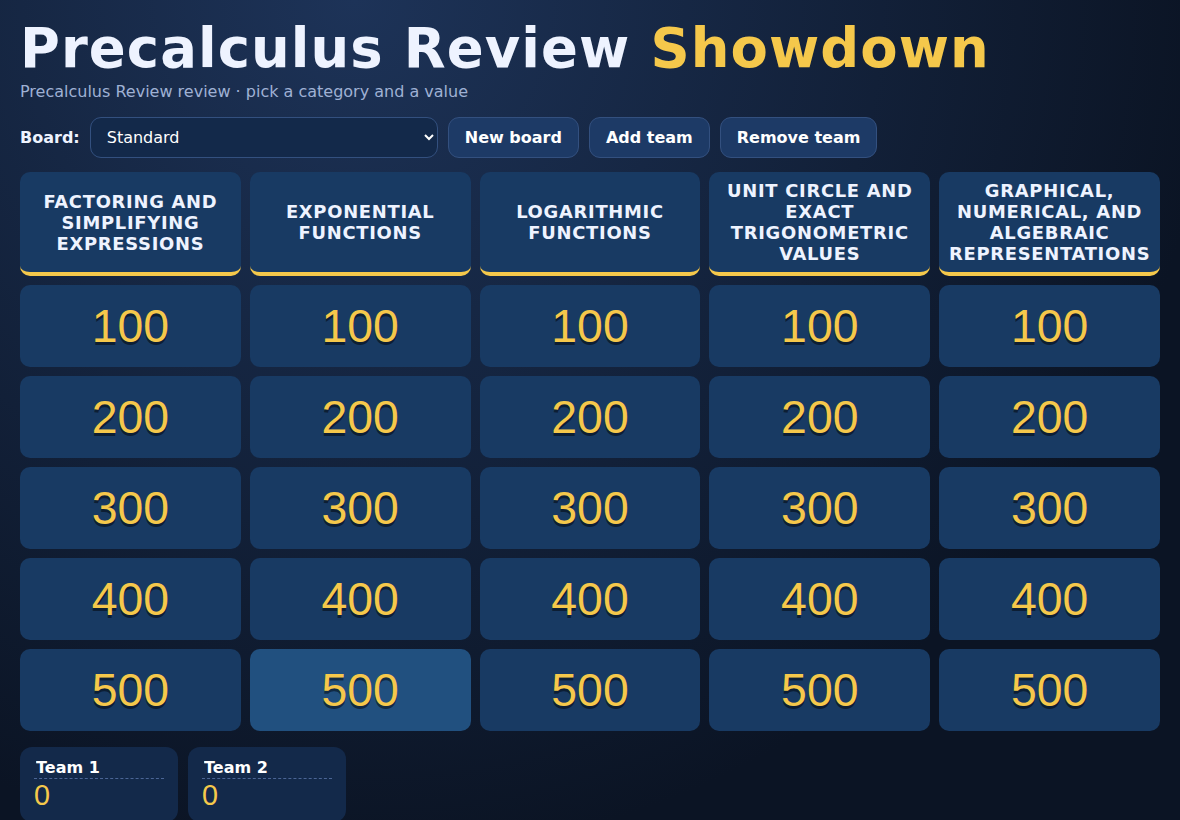 Precalculus Review Showdown
Precalculus Review review · pick a category and a value
Board: Standard New board Add team Remove team
FACTORING AND
SIMPLIFYING
EXPRESSIONS
EXPONENTIAL
FUNCTIONS
LOGARITHMIC
FUNCTIONS
UNIT CIRCLE AND
EXACT
TRIGONOMETRIC
VALUES
GRAPHICAL,
NUMERICAL, AND
ALGEBRAIC
REPRESENTATIONS
100 100 100 100 100
200 200 200 200 200
300 300 300 300 300
400 400 400 400 400
500 500 500 500 500
Team 1 Team 2
0 0